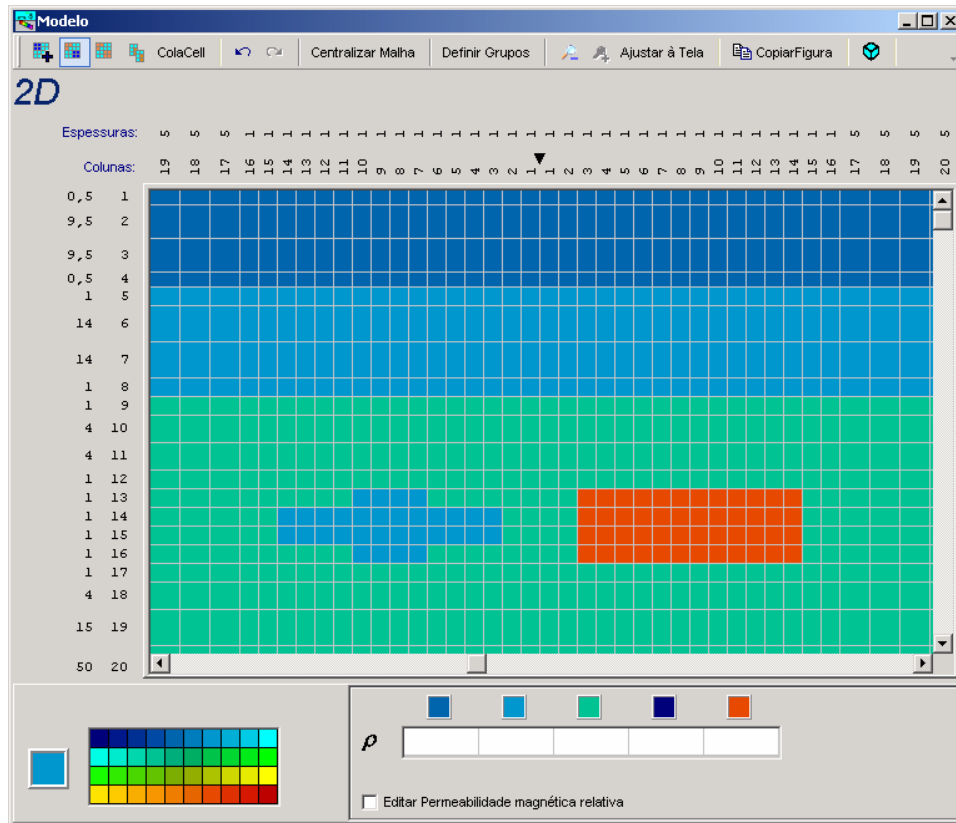 Modelo
ColaCell Centralizar Malha Definir Grupos Ajustar à Tela CopiarFigura
2D
Espessuras: 5 5 5 1 1 1 1 1 1 1 1 1 1 1 1 1 1 1 1 1 1 1 1 1 1 1 1 1 1 1 1 1 1 1 1 5 5 5 5
Colunas: 19 18 17 16 15 14 13 12 11 10 9 8 7 6 5 4 3 2 1 1 2 3 4 5 6 7 8 9 10 11 12 13 14 15 16 17 18 19 20
0,5 1
9,5 2
9,5 3
0,5 4
1 5
14 6
14 7
1 8
1 9
4 10
4 11
1 12
1 13
1 14
1 15
1 16
1 17
4 18
15 19
50 20
ρ
Editar Permeabilidade magnética relativa